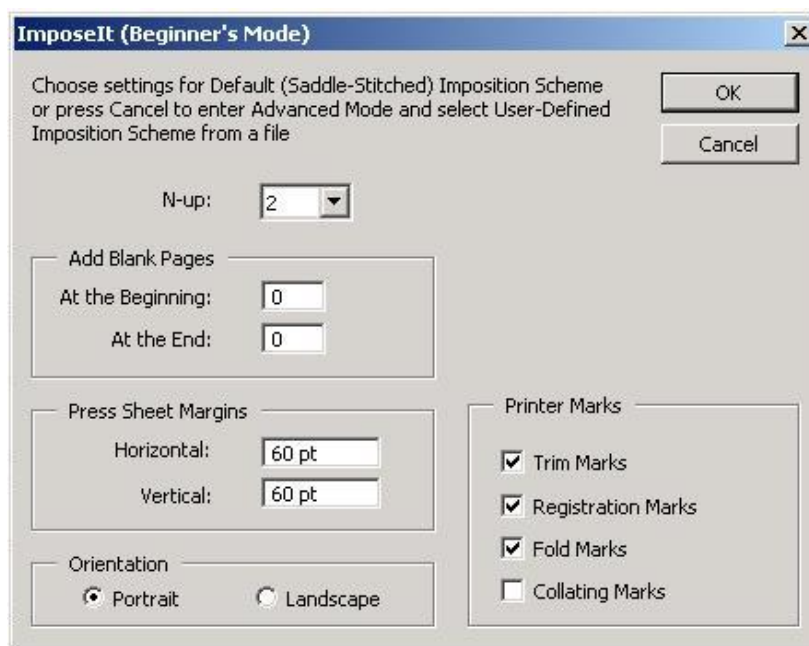 ImposeIt (Beginner's Mode)
Choose settings for Default (Saddle-Stitched) Imposition Scheme
or press Cancel to enter Advanced Mode and select User-Defined
Imposition Scheme from a file
OK
Cancel
N-up: 2
Add Blank Pages
At the Beginning: 0
At the End: 0
Press Sheet Margins
Horizontal: 60 pt
Vertical: 60 pt
Orientation
Portrait Landscape
Printer Marks
Trim Marks
Registration Marks
Fold Marks
Collating Marks